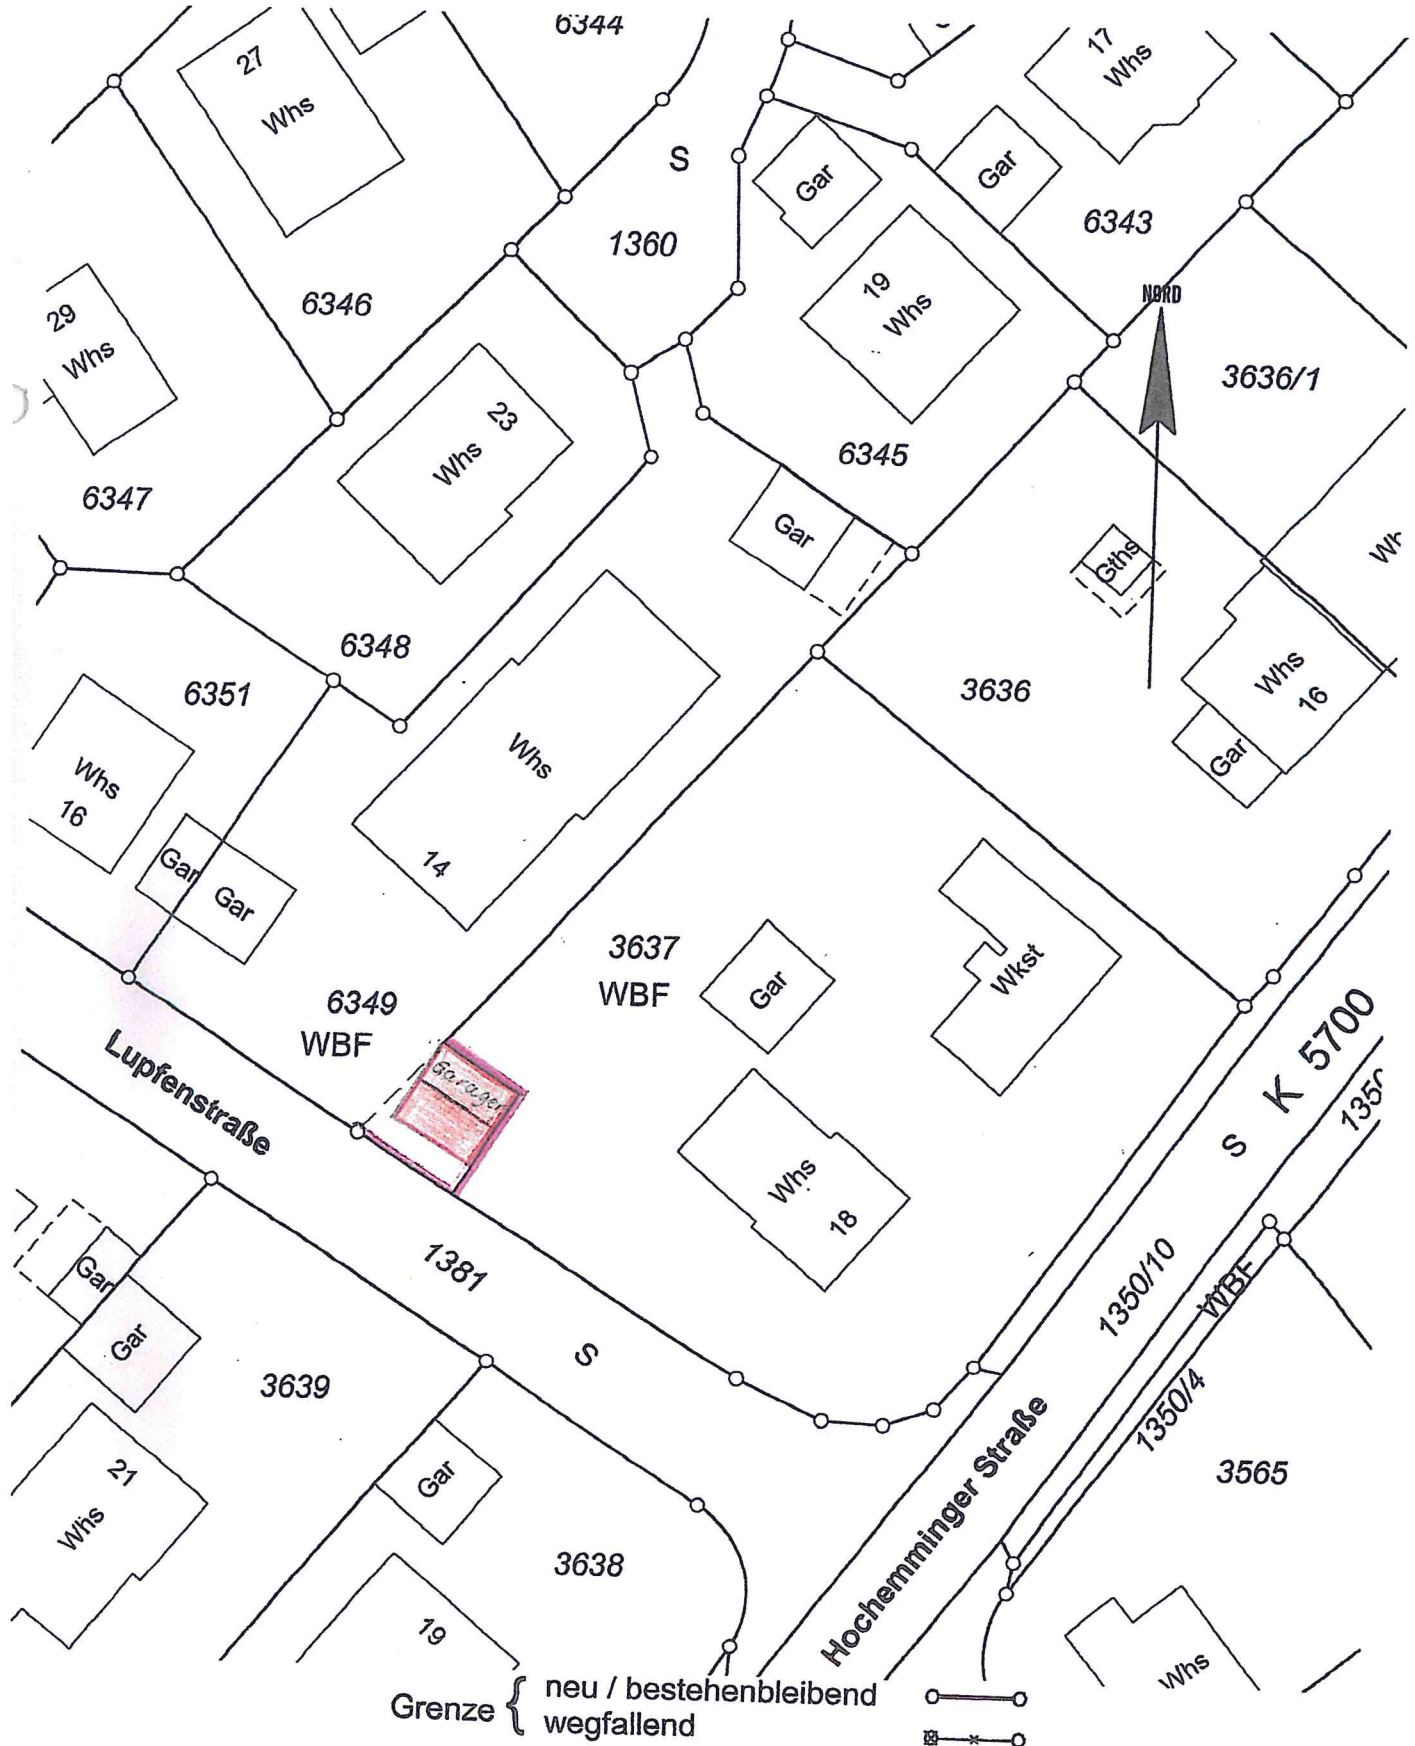 6344
27
Whs
17
Whs
S
Gar
Gar
1360
6343
6346
19
Whs
NORD
29
Whs
3636/1
23
Whs
6345
6347
Gar
Gths
6348
6351
3636
Whs
16
Whs
Gar
Whs
16
14
Gar
Gar
3637
WBF
Gar
Wkst
6349
WBF
K 5700
S
Lupfenstraße
Garagen
Whs
18
1381
S
1350/10
WBF
Gar
Gar
3639
1350/4
Hochemminger Straße
21
Whs
Gar
3565
3638
19
Whs
Grenze { neu / bestehenbleibend
wegfallend